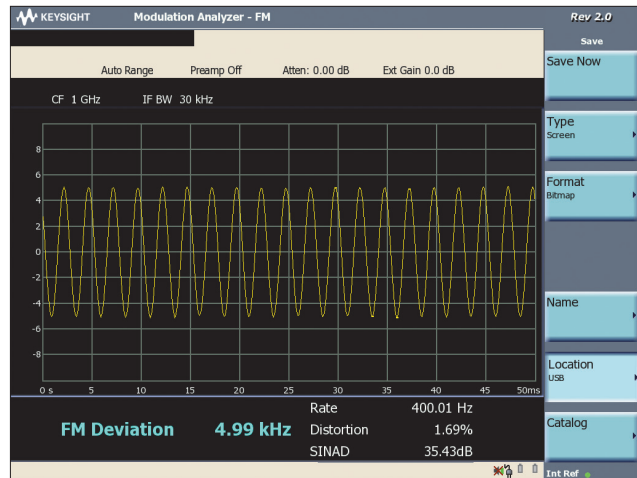 KEYSIGHT Modulation Analyzer - FM Rev 2.0
Save
Auto Range Preamp Off Atten: 0.00 dB Ext Gain 0.0 dB
Save Now
CF 1 GHz IF BW 30 kHz
Type
Screen
Format
Bitmap
Name
Location
USB
Catalog
8
6
4
2
0
-2
-4
-6
-8
0 s 5 10 15 20 25 30 35 40 45 50ms
Rate 400.01 Hz
FM Deviation 4.99 kHz Distortion 1.69%
SINAD 35.43dB
Int Ref